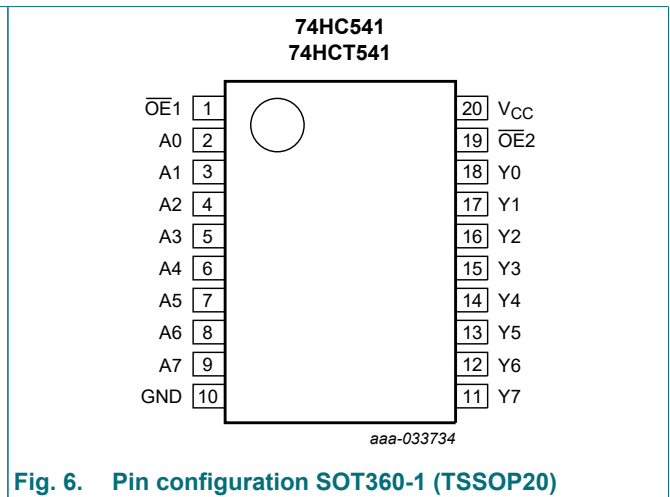 74HC541
74HCT541
O̅E̅1 1 20 VCC
A0 2 19 O̅E̅2
A1 3 18 Y0
A2 4 17 Y1
A3 5 16 Y2
A4 6 15 Y3
A5 7 14 Y4
A6 8 13 Y5
A7 9 12 Y6
GND 10 11 Y7
aaa-033734
Fig. 6. Pin configuration SOT360-1 (TSSOP20)